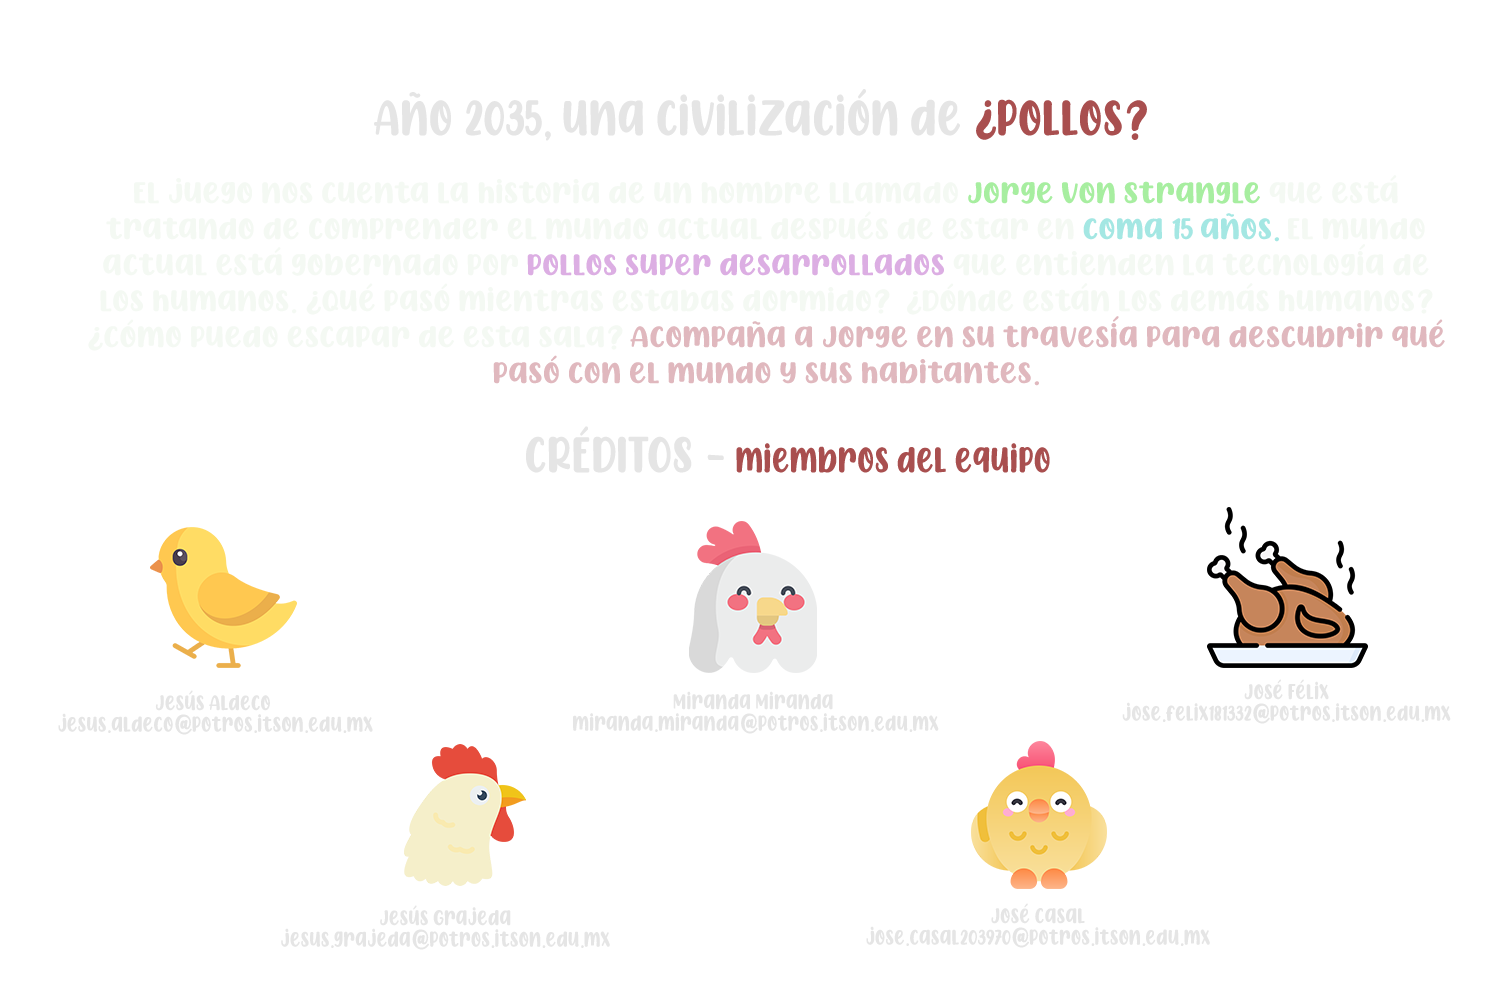 Año 2035, una civilización de ¿POLLOS?
El juego nos cuenta la historia de un hombre llamado Jorge Von Strangle que está
tratando de comprender el mundo actual después de estar en coma 15 años. El mundo
actual está gobernado por pollos super desarrollados que entienden la tecnología de
los humanos. ¿Qué pasó mientras estabas dormido? ¿Dónde están los demás humanos?
¿Cómo puedo escapar de esta sala? Acompaña a Jorge en su travesía para descubrir qué
pasó con el mundo y sus habitantes.
CRÉDITOS - miembros del equipo
Jesús Aldeco
jesus.aldeco@potros.itson.edu.mx
Miranda Miranda
miranda.miranda@potros.itson.edu.mx
José Félix
jose.felix181332@potros.itson.edu.mx
Jesús Grajeda
jesus.grajeda@potros.itson.edu.mx
José Casal
jose.casal203970@potros.itson.edu.mx